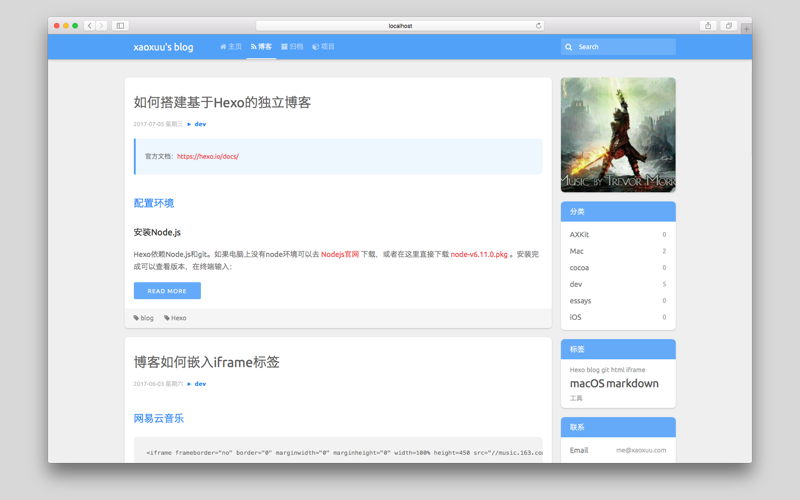 localhost
xaoxuu's blog
主页
博客
归档
项目
Search
如何搭建基于Hexo的独立博客
2017-07-05 星期三 ► dev
官方文档：https://hexo.io/docs/
配置环境
安装Node.js
Hexo依赖Node.js和git。如果电脑上没有node环境可以去 Nodejs官网 下载，或者在这里直接下载 node-v6.11.0.pkg 。安装完
成可以查看版本，在终端输入：
READ MORE
blog Hexo
博客如何嵌入iframe标签
2017-06-03 星期六 ► dev
网易云音乐
<iframe frameborder="no" border="0" marginwidth="0" marginheight="0" width=100% height=450 src="//music.163.co
MUSIC BY TREVOR MORR
分类
AXKit 0
Mac 2
cocoa 0
dev 5
essays 0
iOS 0
标签
Hexo blog git html iframe
macOS markdown
工具
联系
Email me@xaoxuu.com